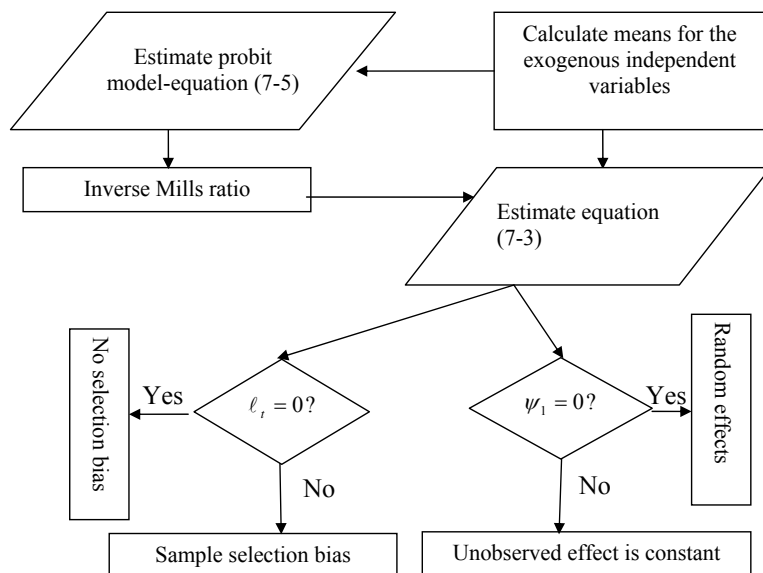 Estimate probit
model-equation (7-5)
Calculate means for the
exogenous independent
variables
Inverse Mills ratio
Estimate equation
(7-3)
No selection bias
Yes
ℓ_t = 0?
ψ_1 = 0?
Yes
Random effects
No
No
Sample selection bias
Unobserved effect is constant